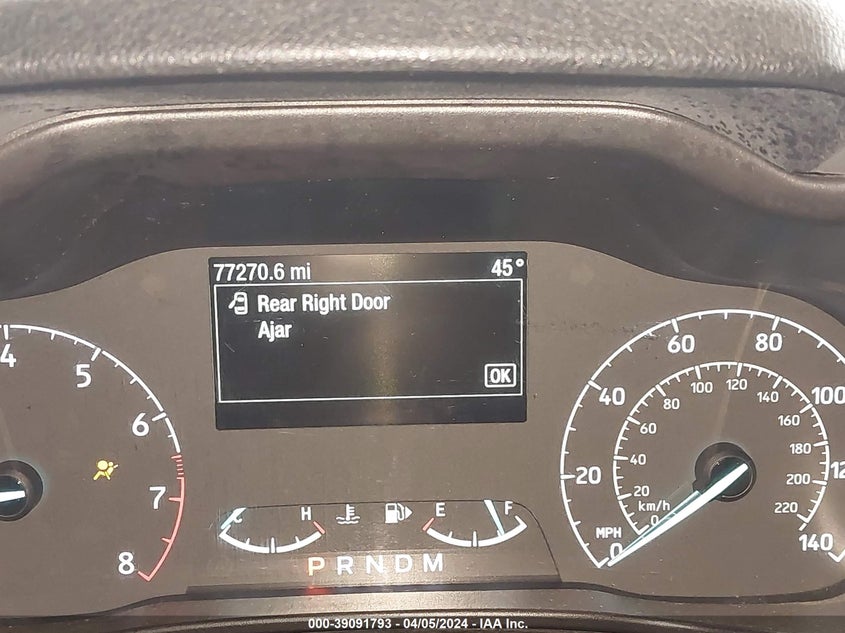 77270.6 mi 45°
Rear Right Door
Ajar
OK
4
5
6
7
8
C H E F
P R N D M
0 20 40 60 80 100 140
MPH
0 20 40 60 80 100 120 140 160 180 200 220
km/h
000-39091793 - 04/05/2024 - IAA Inc.